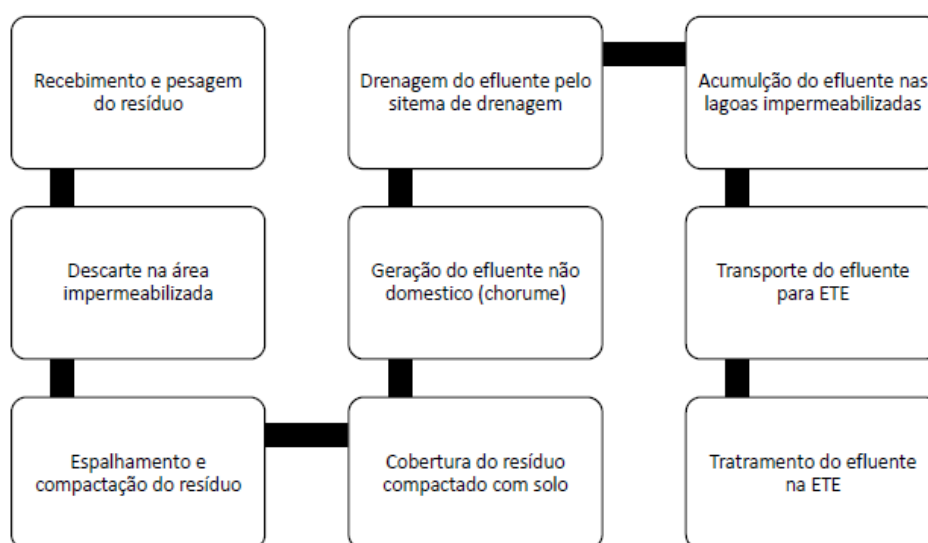 Recebimento e pesagem
do resíduo
Descarte na área
impermeabilizada
Espalhamento e
compactação do resíduo
Cobertura do resíduo
compactado com solo
Geração do efluente não
domestico (chorume)
Drenagem do efluente pelo
sitema de drenagem
Acumulção do efluente nas
lagoas impermeabilizadas
Transporte do efluente
para ETE
Tratramento do efluente
na ETE